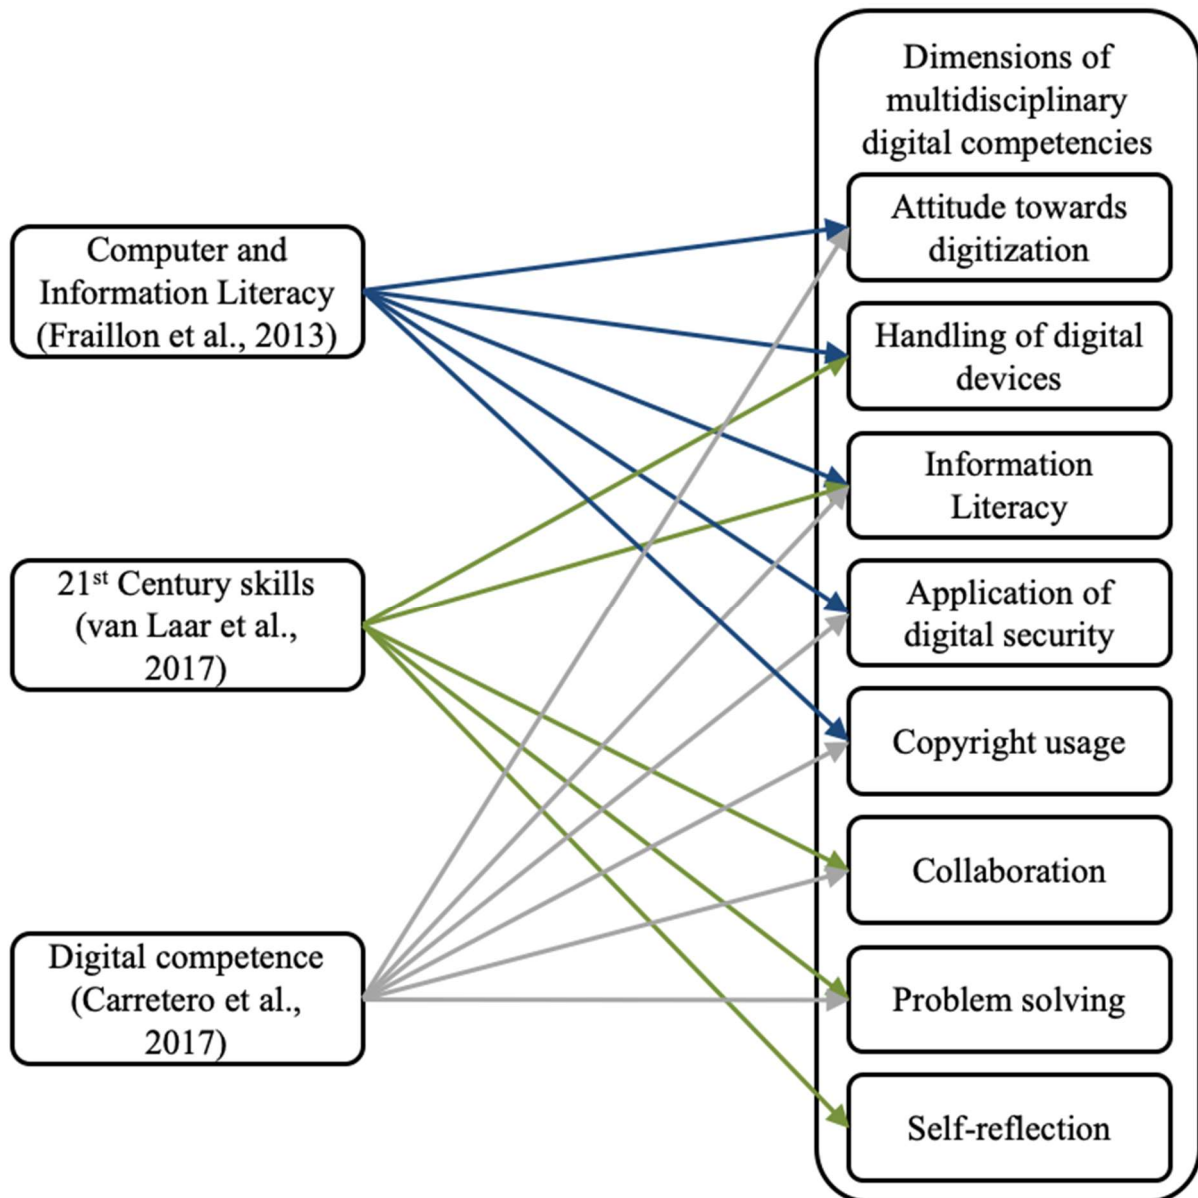 Dimensions of
multidisciplinary
digital competencies
Computer and
Information Literacy
(Fraillon et al., 2013)
21st Century skills
(van Laar et al.,
2017)
Digital competence
(Carretero et al.,
2017)
Attitude towards
digitization
Handling of digital
devices
Information
Literacy
Application of
digital security
Copyright usage
Collaboration
Problem solving
Self-reflection